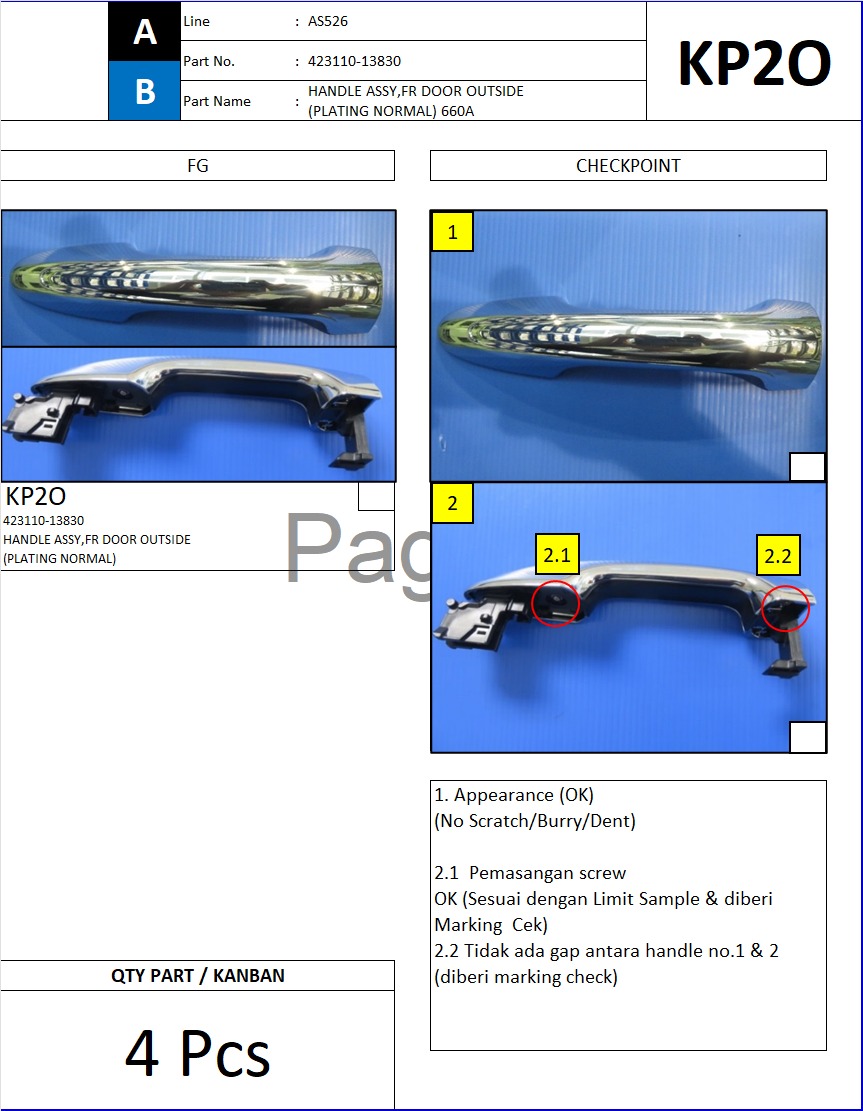 A
B
Line : AS526
Part No. : 423110-13830
Part Name : HANDLE ASSY,FR DOOR OUTSIDE
(PLATING NORMAL) 660A
KP2O
FG
CHECKPOINT
1
KP2O
423110-13830
HANDLE ASSY,FR DOOR OUTSIDE
(PLATING NORMAL)
Pag
2
2.1
2.2
1. Appearance (OK)
(No Scratch/Burry/Dent)
2.1 Pemasangan screw
OK (Sesuai dengan Limit Sample & diberi
Marking Cek)
2.2 Tidak ada gap antara handle no.1 & 2
(diberi marking check)
QTY PART / KANBAN
4 Pcs